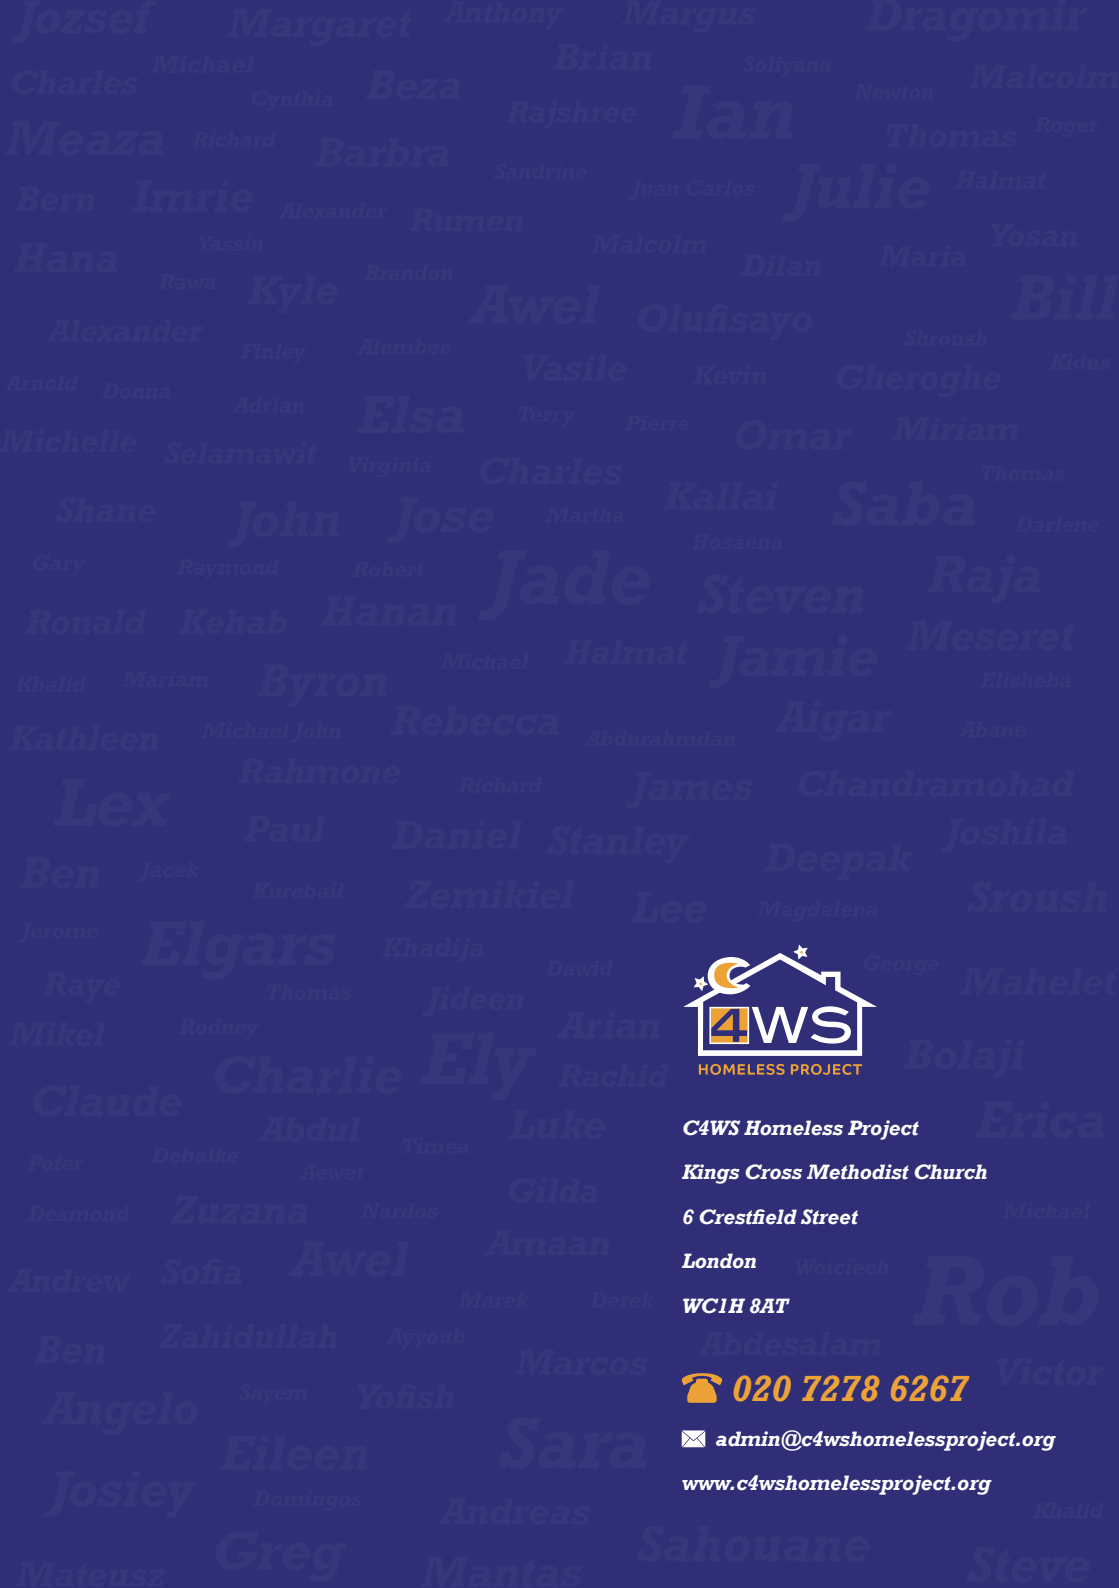 Jozsef Margaret Anthony Margus Dragomir
Charles Michael Cynthia Beza Brian Soliyana Newton Malcolm
Meaza Richard Barbra Rajshree Ian Thomas Roger
Bern Imrie Alexander Rumen Sandrine Juan Carlos Julie Halmat
Hana Yassin Malcolm Dilan Maria Yosan
Rawa Kyle Brandon Awel Olufisayo Bill
Alexander Finley Alembee Vasile Kevin Shroush Gheroghe Kidus
Arnold Donna Adrian Elsa Terry Pierre Omar Miriam
Michelle Selamawit Virginia Charles Kallai Saba Thomas
Shane John Jose Martha Hosaena Darlene
Gary Raymond Robert Jade Steven Raja
Ronald Kehab Hanan Halmat Jamie Meseret
Khalid Mariam Byron Michael Elisheba
Kathleen Michael John Rebecca Abdurahmdan Aigar Abane
Lex Rahmone Richard James Chandramohad
Paul Daniel Stanley Deepak Joshila
Ben Jacek Kurebail Zemikiel Lee Magdalena Sroush
Jerome Elgars Khadija Dawid George
Raye Thomas Jideen Mahelet
Mikel Rodney Ely Arian Bolaji
Charlie Rachid
Claude Abdul Timea Luke Erica
Peter Debalke Aewet Gilda
Desmond Zuzana Nardos Michael
Andrew Sofia Awel Amaan Woiciech Rob
Marek Derek
Ben Zahidullah Ayyoub Marcos Abdesalam Victor
Angelo Sayem Yofish
Eileen Sara
Josiey Domingos Andreas Khalid
Mateusz Greg Mantas Sahouane Steve
C4WS
HOMELESS PROJECT
C4WS Homeless Project
Kings Cross Methodist Church
6 Crestfield Street
London
WC1H 8AT
020 7278 6267
admin@c4wshomelessproject.org
www.c4wshomelessproject.org